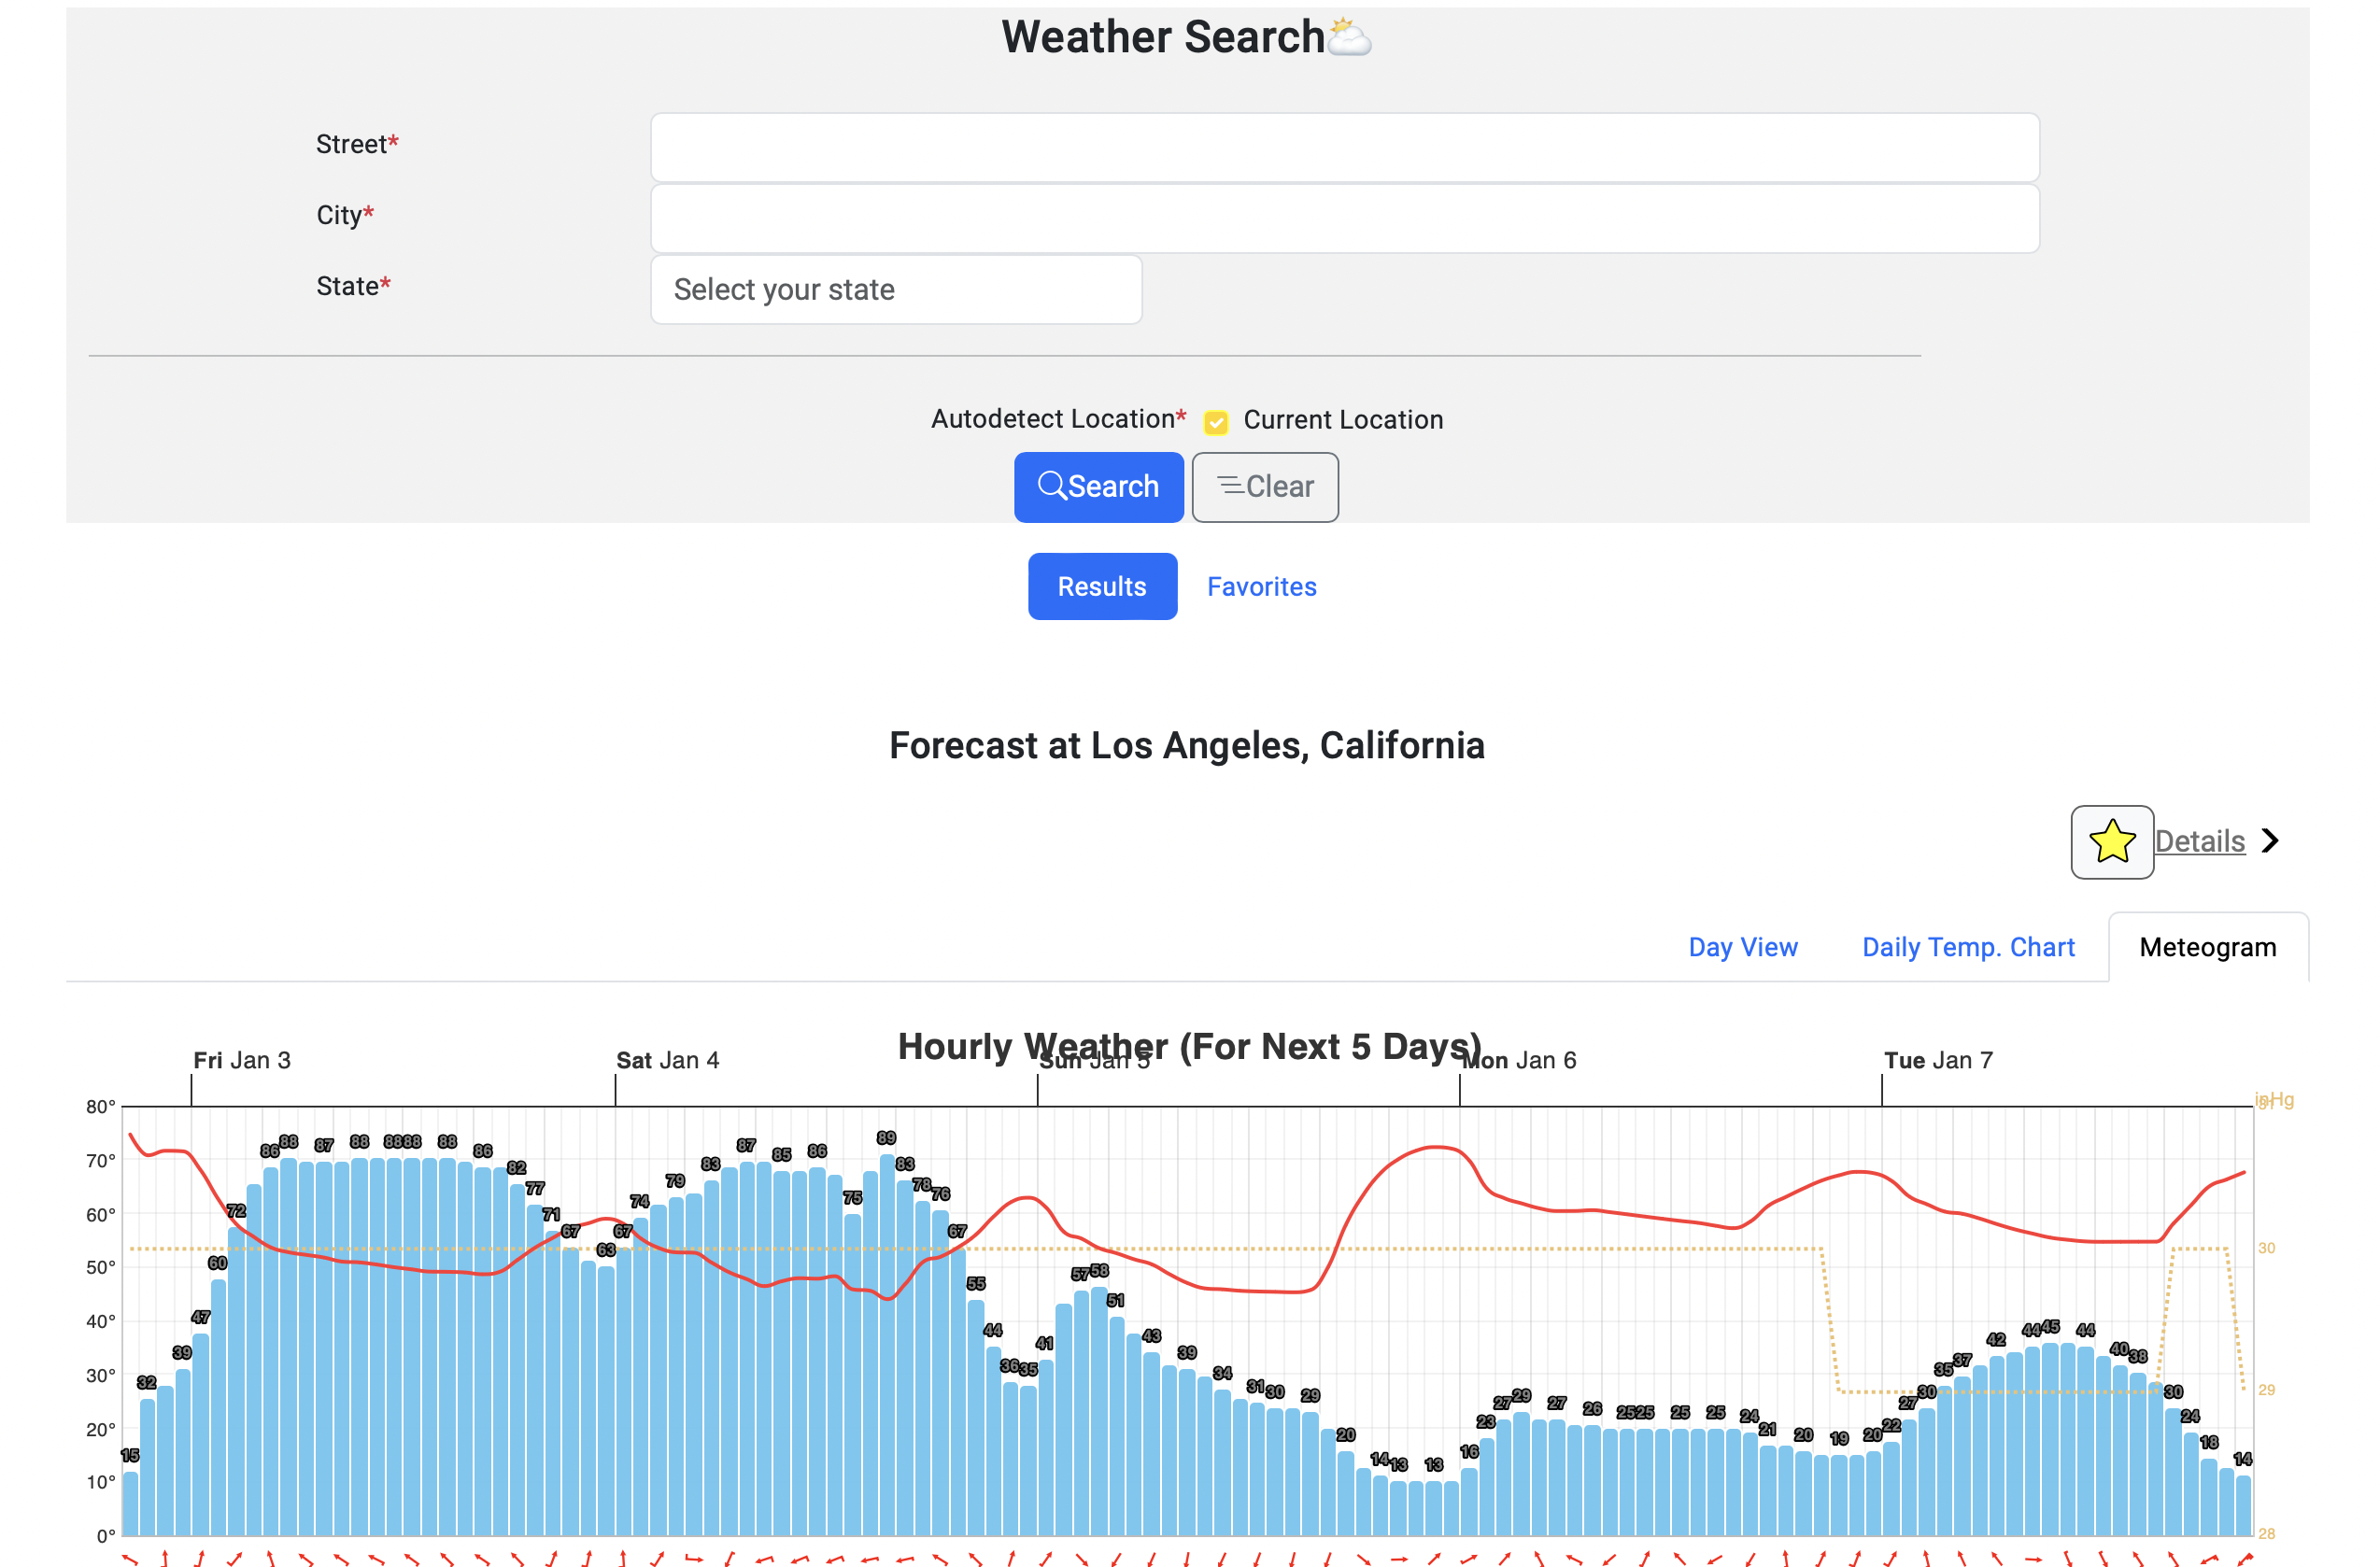 Weather Search
Street*
City*
State*
Select your state
Autodetect Location* Current Location
Search Clear
Results Favorites
Forecast at Los Angeles, California
Details
Day View Daily Temp. Chart Meteogram
Hourly Weather (For Next 5 Days)
Fri Jan 3 Sat Jan 4 Sun Jan 5 Mon Jan 6 Tue Jan 7
inHg
80°
70°
60°
50°
40°
30°
20°
10°
0°
15 32 39 47 60 72 86 88 87 88 88 88 88 86 82 77 71 67 63 67 74 79 83 87 85 86 75 89 83 78 76 67 55 44 36 35 41 57 58 51 43 39 34 31 30 29 20 14 13 13 16 23 27 29 27 26 25 25 25 25 24 21 20 19 20 22 27 30 35 37 42 44 45 44 40 38 30 24 18 14
30
29
28